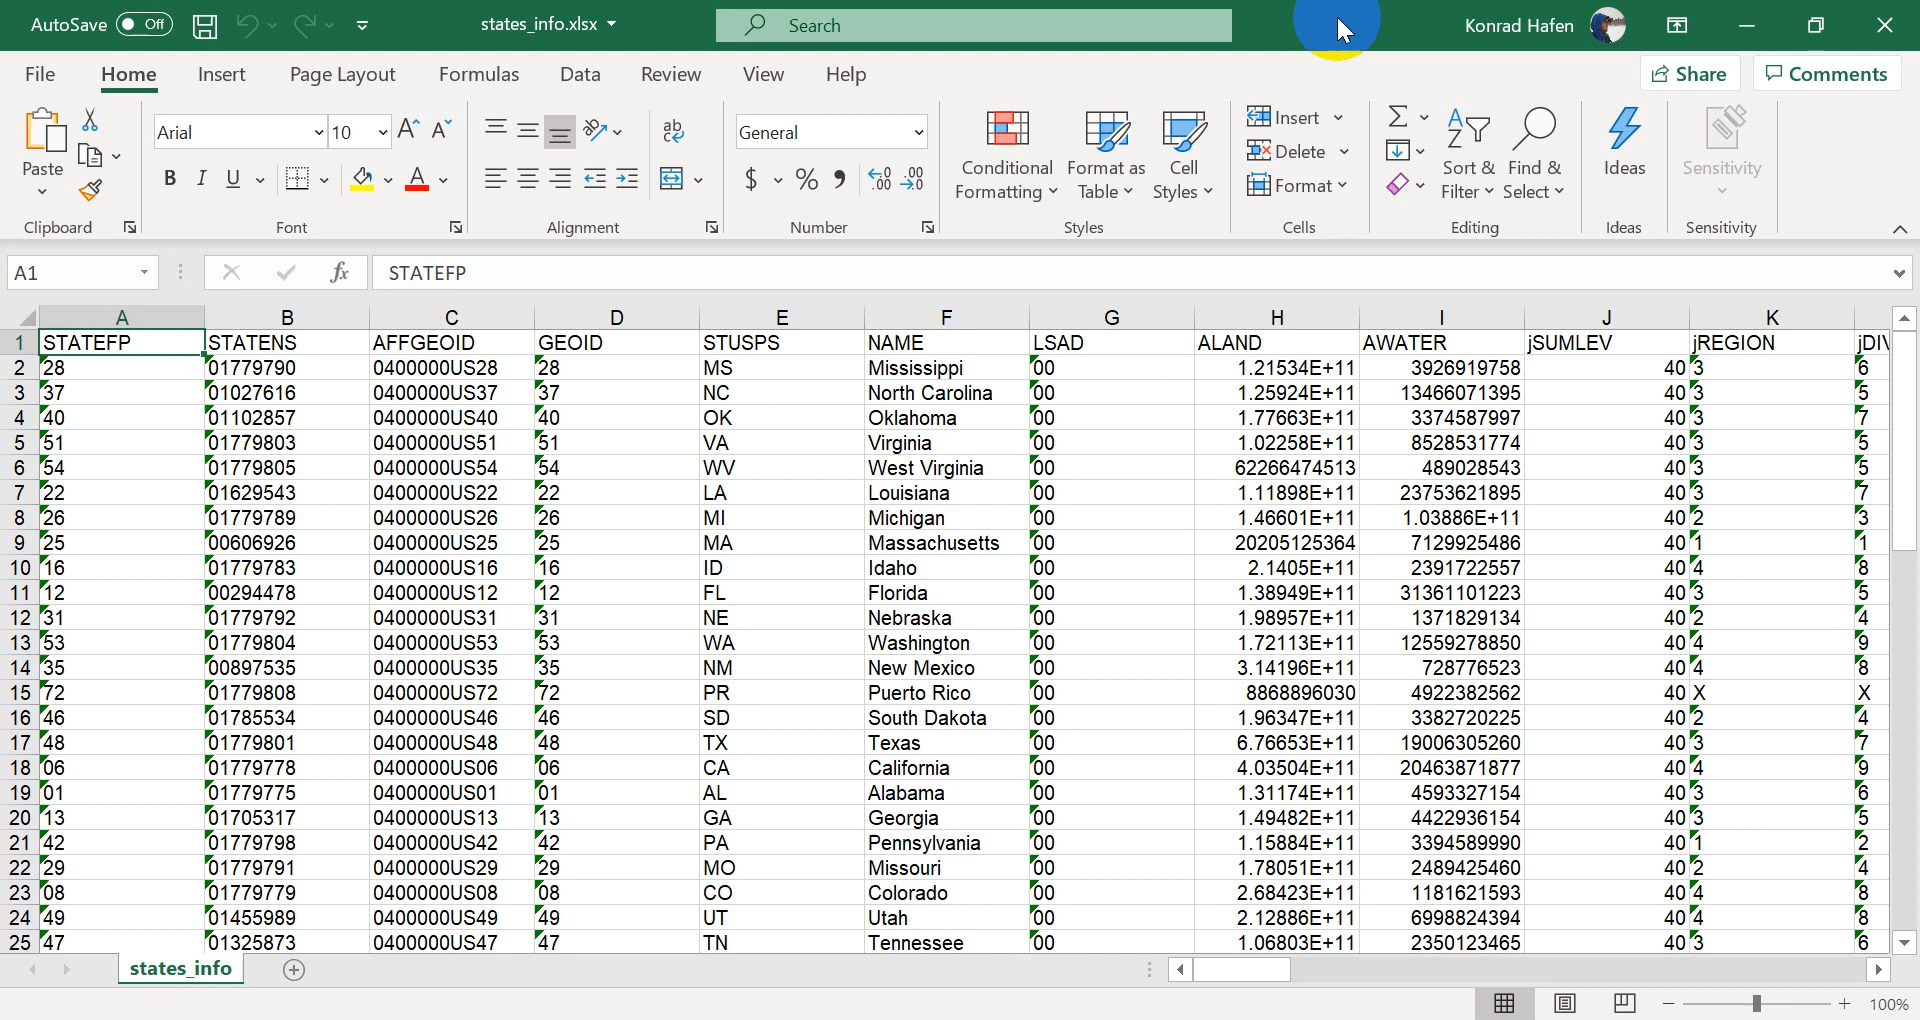 AutoSave Off states_info.xlsx Search Konrad Hafen
File Home Insert Page Layout Formulas Data Review View Help Share Comments
Paste
Arial 10
B I U
ab
General
$ % 9 .00
Conditional Formatting
Format as Table
Cell Styles
Insert
Delete
Format
Sort & Filter
Find & Select
Ideas
Sensitivity
Clipboard Font Alignment Number Styles Cells Editing Ideas Sensitivity
A1 fx STATEFP
A B C D E F G H I J K
1 STATEFP STATENS AFFGEOID GEOID STUSPS NAME LSAD ALAND AWATER jSUMLEV jREGION jDIV
2 28 01779790 0400000US28 28 MS Mississippi 00 1.21534E+11 3926919758 40 3 6
3 37 01027616 0400000US37 37 NC North Carolina 00 1.25924E+11 13466071395 40 3 5
4 40 01102857 0400000US40 40 OK Oklahoma 00 1.77663E+11 3374587997 40 3 7
5 51 01779803 0400000US51 51 VA Virginia 00 1.02258E+11 8528531774 40 3 5
6 54 01779805 0400000US54 54 WV West Virginia 00 62266474513 489028543 40 3 5
7 22 01629543 0400000US22 22 LA Louisiana 00 1.11898E+11 23753621895 40 3 7
8 26 01779789 0400000US26 26 MI Michigan 00 1.46601E+11 1.03886E+11 40 2 3
9 25 00606926 0400000US25 25 MA Massachusetts 00 20205125364 7129925486 40 1 1
10 16 01779783 0400000US16 16 ID Idaho 00 2.1405E+11 2391722557 40 4 8
11 12 00294478 0400000US12 12 FL Florida 00 1.38949E+11 31361101223 40 3 5
12 31 01779792 0400000US31 31 NE Nebraska 00 1.98957E+11 1371829134 40 2 4
13 53 01779804 0400000US53 53 WA Washington 00 1.72113E+11 12559278850 40 4 9
14 35 00897535 0400000US35 35 NM New Mexico 00 3.14196E+11 728776523 40 4 8
15 72 01779808 0400000US72 72 PR Puerto Rico 00 8868896030 4922382562 40 X X
16 46 01785534 0400000US46 46 SD South Dakota 00 1.96347E+11 3382720225 40 2 4
17 48 01779801 0400000US48 48 TX Texas 00 6.76653E+11 19006305260 40 3 7
18 06 01779778 0400000US06 06 CA California 00 4.03504E+11 20463871877 40 4 9
19 01 01779775 0400000US01 01 AL Alabama 00 1.31174E+11 4593327154 40 3 6
20 13 01705317 0400000US13 13 GA Georgia 00 1.49482E+11 4422936154 40 3 5
21 42 01779798 0400000US42 42 PA Pennsylvania 00 1.15884E+11 3394589990 40 1 2
22 29 01779791 0400000US29 29 MO Missouri 00 1.78051E+11 2489425460 40 2 4
23 08 01779779 0400000US08 08 CO Colorado 00 2.68423E+11 1181621593 40 4 8
24 49 01455989 0400000US49 49 UT Utah 00 2.12886E+11 6998824394 40 4 8
25 47 01325873 0400000US47 47 TN Tennessee 00 1.06803E+11 2350123465 40 3 6
states_info
100%